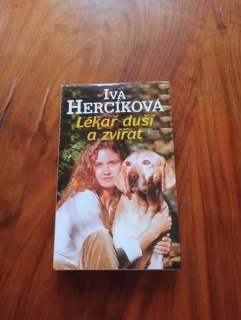 IVA
HERCÍKOVÁ
Lékař duší
a zvířat